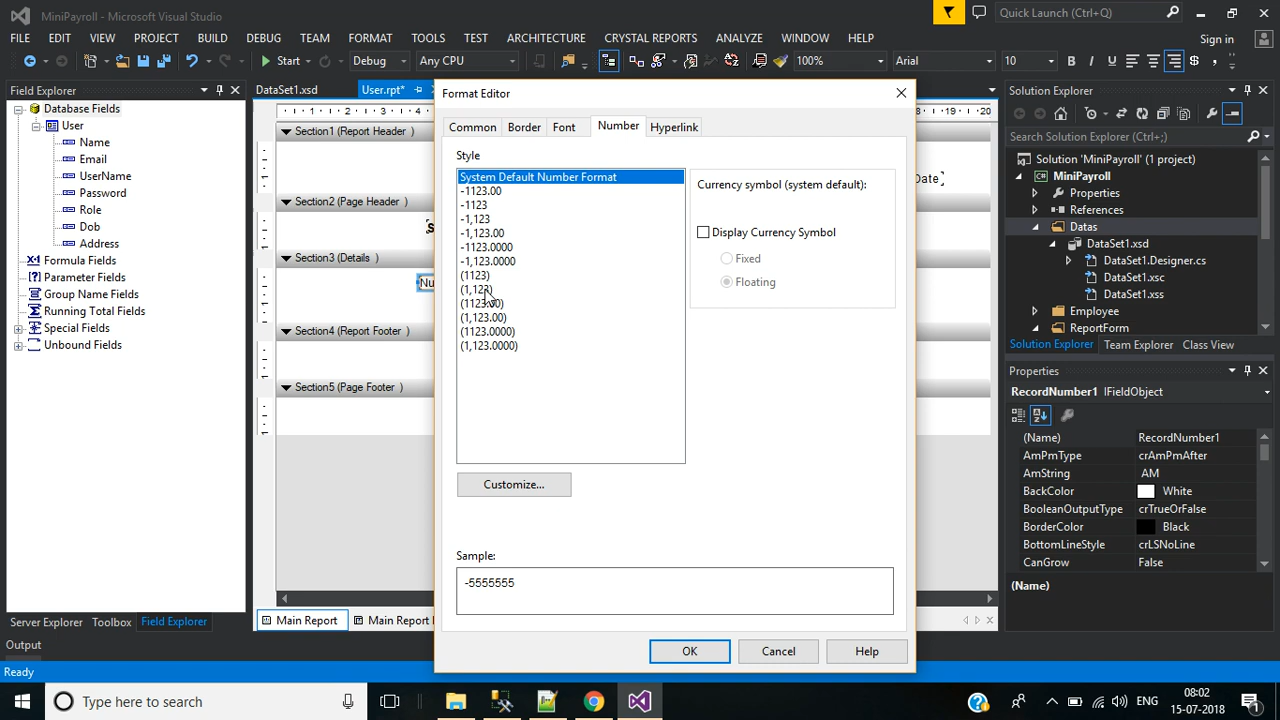 MiniPayroll - Microsoft Visual Studio
Quick Launch (Ctrl+Q)
FILE EDIT VIEW PROJECT BUILD DEBUG TEAM FORMAT TOOLS TEST ARCHITECTURE CRYSTAL REPORTS ANALYZE WINDOW HELP
Sign in
Start Debug Any CPU 100% Arial 10 B I U $ ,
Field Explorer
Database Fields
User
Name
Email
UserName
Password
Role
Dob
Address
Formula Fields
Parameter Fields
Group Name Fields
Running Total Fields
Special Fields
Unbound Fields
Server Explorer Toolbox Field Explorer
DataSet1.xsd User.rpt*
Section1 (Report Header )
Section2 (Page Header )
Section3 (Details )
Nu
Section4 (Report Footer )
Section5 (Page Footer )
Main Report Main Report
Date
Format Editor
Common Border Font Number Hyperlink
Style
System Default Number Format
-1123.00
-1123
-1,123
-1,123.00
-1123.0000
-1,123.0000
(1123)
(1,123)
(1123.00)
(1,123.00)
(1123.0000)
(1,123.0000)
Currency symbol (system default):
Display Currency Symbol
Fixed
Floating
Customize...
Sample:
-5555555
OK Cancel Help
Solution Explorer
Search Solution Explorer (Ctrl+;)
Solution 'MiniPayroll' (1 project)
MiniPayroll
Properties
References
Datas
DataSet1.xsd
DataSet1.Designer.cs
DataSet1.xsc
DataSet1.xss
Employee
ReportForm
Solution Explorer Team Explorer Class View
Properties
RecordNumber1 IFieldObject
(Name) RecordNumber1
AmPmType crAmPmAfter
AmString AM
BackColor White
BooleanOutputType crTrueOrFalse
BorderColor Black
BottomLineStyle crLSNoLine
CanGrow False
(Name)
Output
Ready
Type here to search
ENG
08:02
15-07-2018